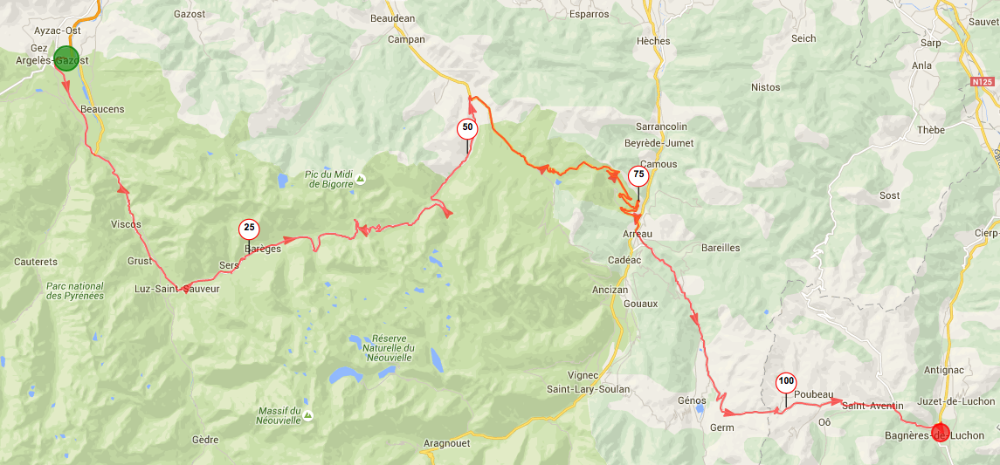 Gazost
Beaudean
Esparros
Ayzac-Ost
Campan
Hèches
Seich
Sarp
Sauvet
Gez
Argelès-Gazost
Anla
Nistos
N125
Beaucens
50
Sarrancolin
Thèbe
Beyrède-Jumet
Pic du Midi
de Bigorre
75
Camous
Viscos
25
Sost
Barèges
Arreau
Bareilles
Cierp-
Cauterets
Grust
Sers
Cadéac
Parc national
des Pyrénées
Luz-Saint-Sauveur
Ancizan
Gouaux
Réserve
Naturelle du
Néouvielle
Vignec
Saint-Lary-Soulan
100
Antignac
Poubeau
Génos
Saint-Aventin
Juzet-de-Luchon
Massif du
Néouvielle
Germ
Oô
Bagnères-de-Luchon
Gèdre
Aragnouet